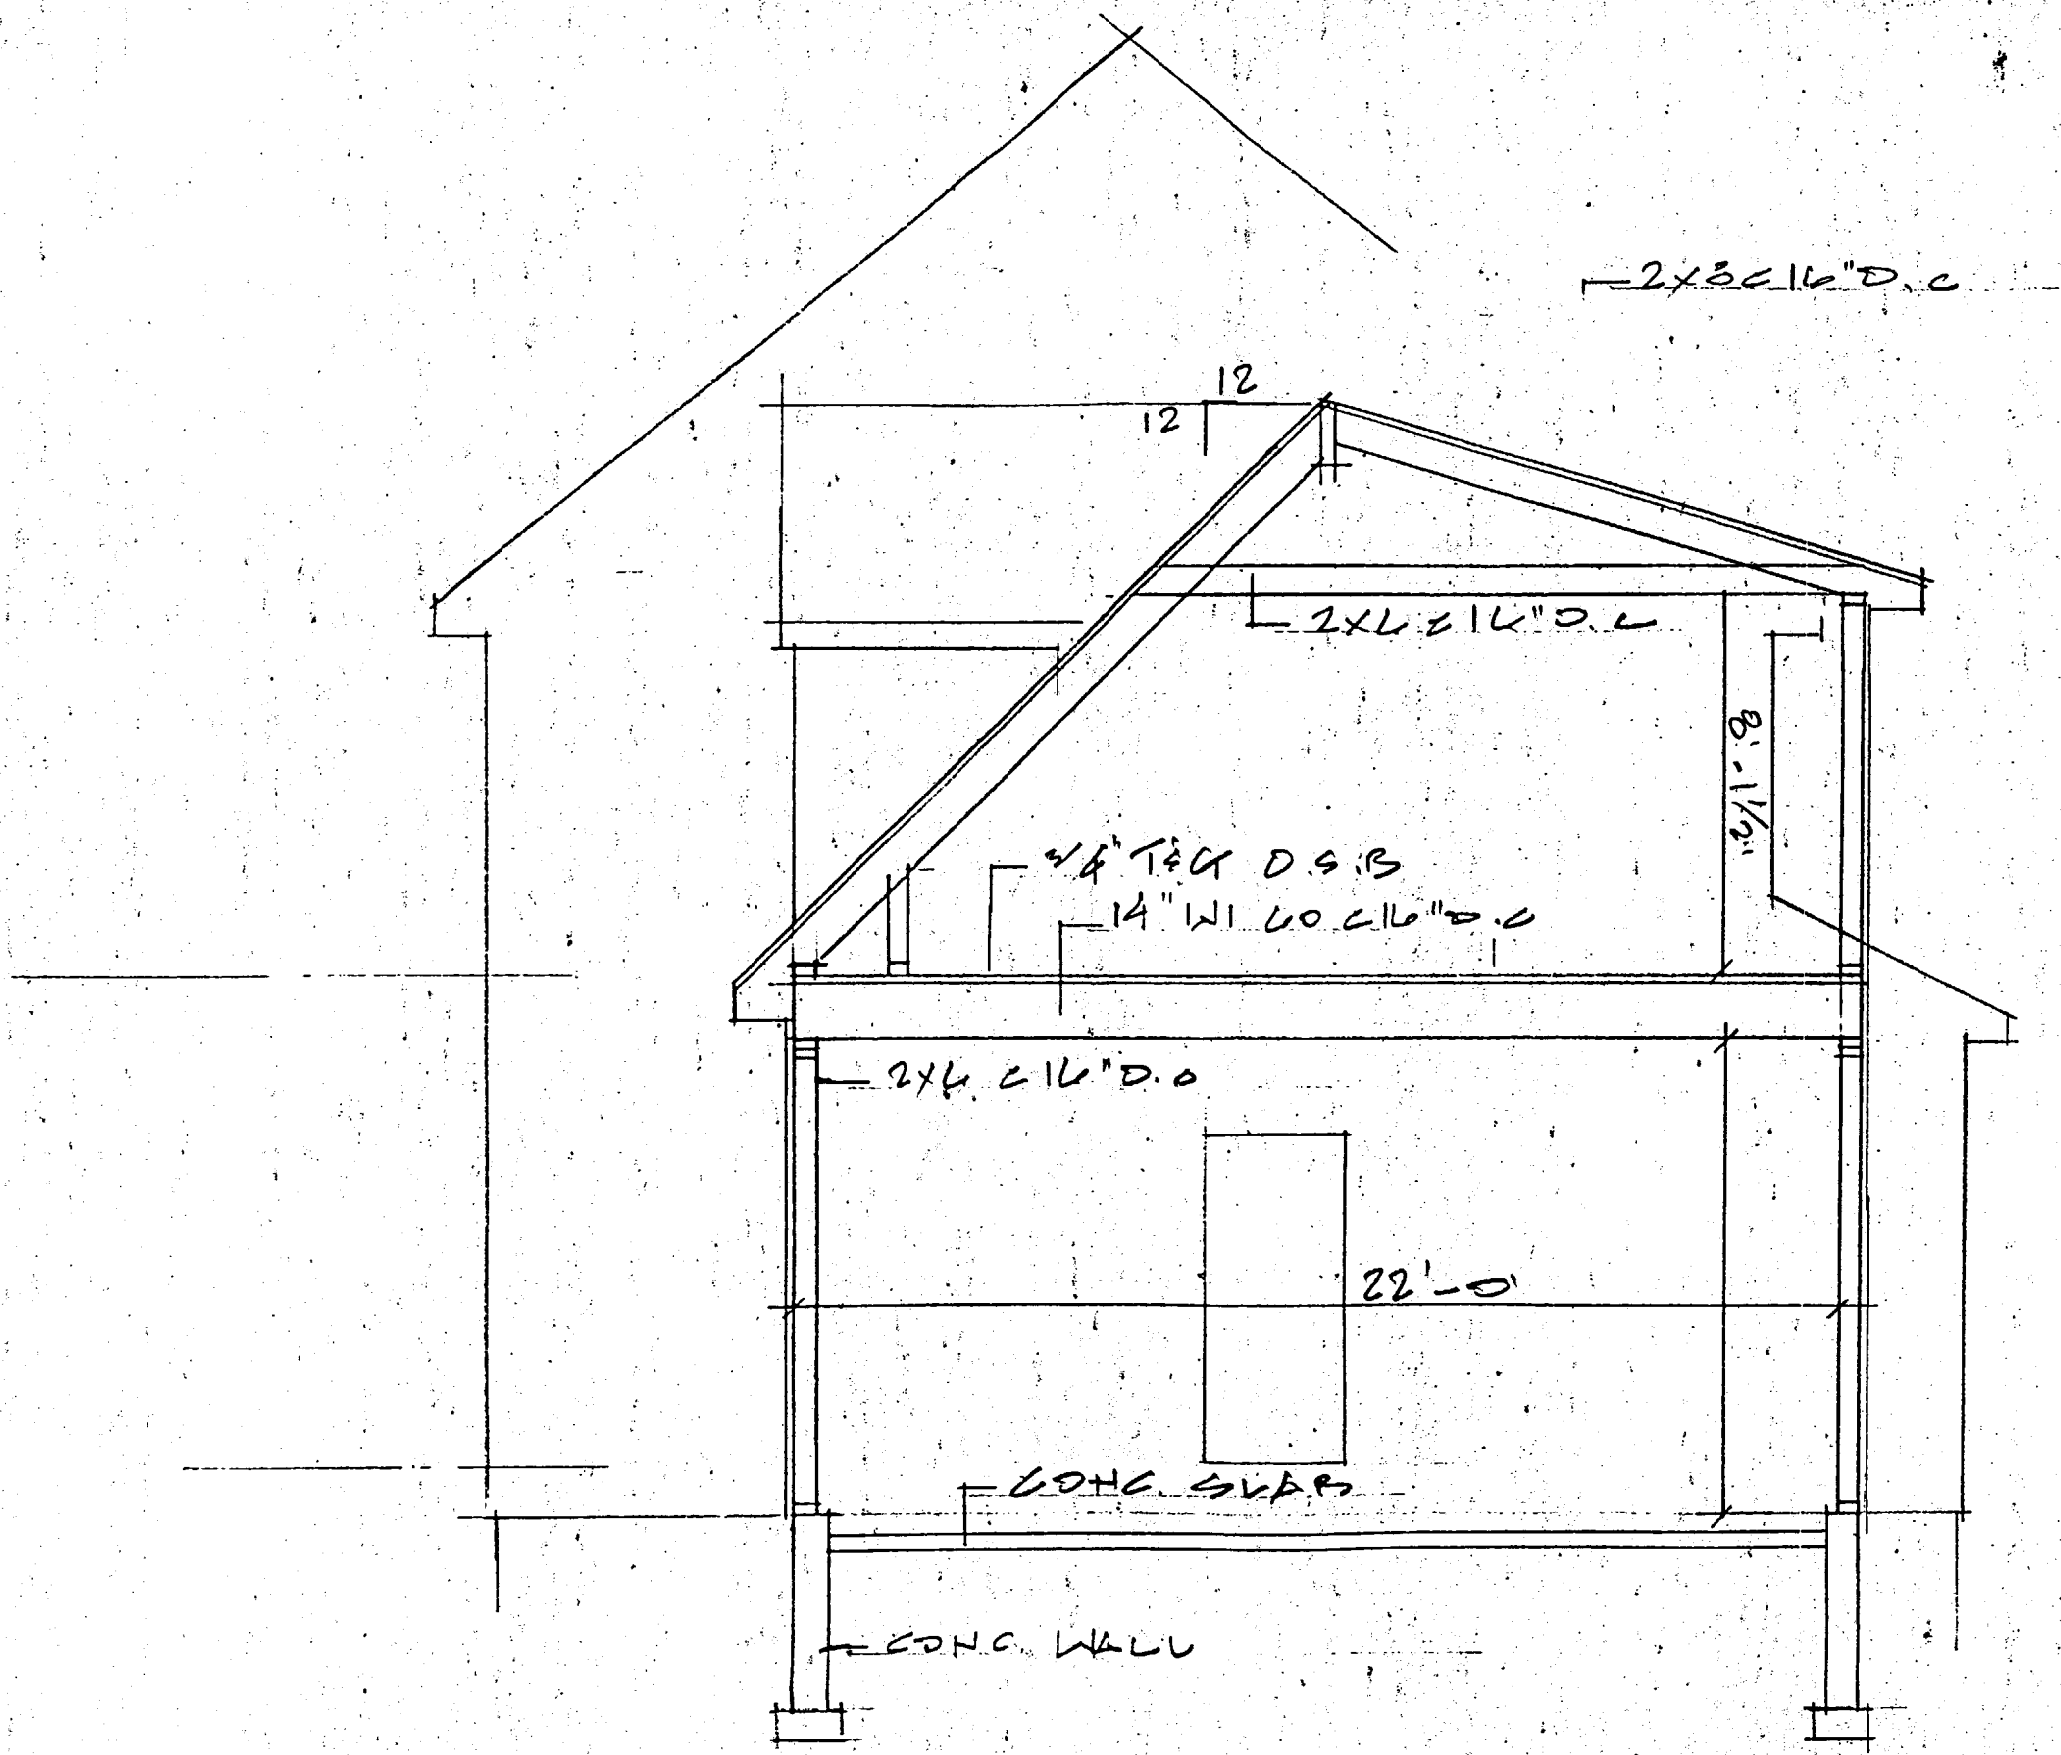 2x8 @ 16" O.C
12
12
2x6 @ 16" O.C
8'-1 1/2"
3/4" T&G O.S.B
14" WI 60 @ 16" O.C
2x6 @ 16" O.C
22'-0"
CONC. SLAB
CONC. WALL